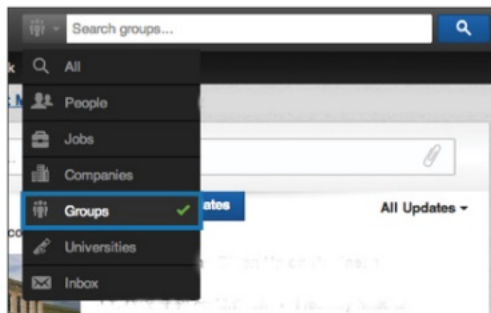 Search groups...
All
People
Jobs
Companies
Groups
ates
All Updates
Universities
Inbox